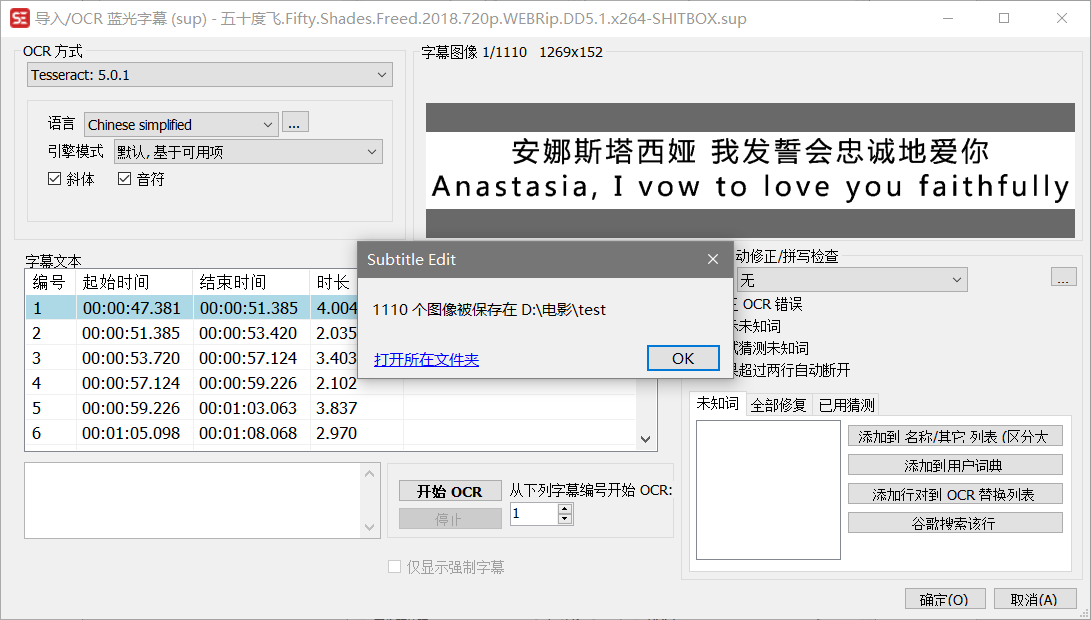 导入/OCR 蓝光字幕 (sup) - 五十度飞.Fifty.Shades.Freed.2018.720p.WEBRip.DD5.1.x264-SHITBOX.sup
OCR 方式
Tesseract: 5.0.1
语言 Chinese simplified ...
引擎模式 默认, 基于可用项
斜体 音符
字幕图像 1/1110 1269x152
安娜斯塔西娅 我发誓会忠诚地爱你
Anastasia, I vow to love you faithfully
字幕文本
编号 起始时间 结束时间 时长
1 00:00:47.381 00:00:51.385 4.004
2 00:00:51.385 00:00:53.420 2.035
3 00:00:53.720 00:00:57.124 3.403
4 00:00:57.124 00:00:59.226 2.102
5 00:00:59.226 00:01:03.063 3.837
6 00:01:05.098 00:01:08.068 2.970
Subtitle Edit
1110 个图像被保存在 D:\电影\test
打开所在文件夹
OK
动修正/拼写检查
无 ...
OCR 错误
未知词
猜测未知词
超过两行自动断开
未知词 全部修复 已用猜测
添加到 名称/其它 列表 (区分大
添加到用户词典
添加行对到 OCR 替换列表
谷歌搜索该行
开始 OCR
停止
从下列字幕编号开始 OCR:
1
仅显示强制字幕
确定(O) 取消(A)